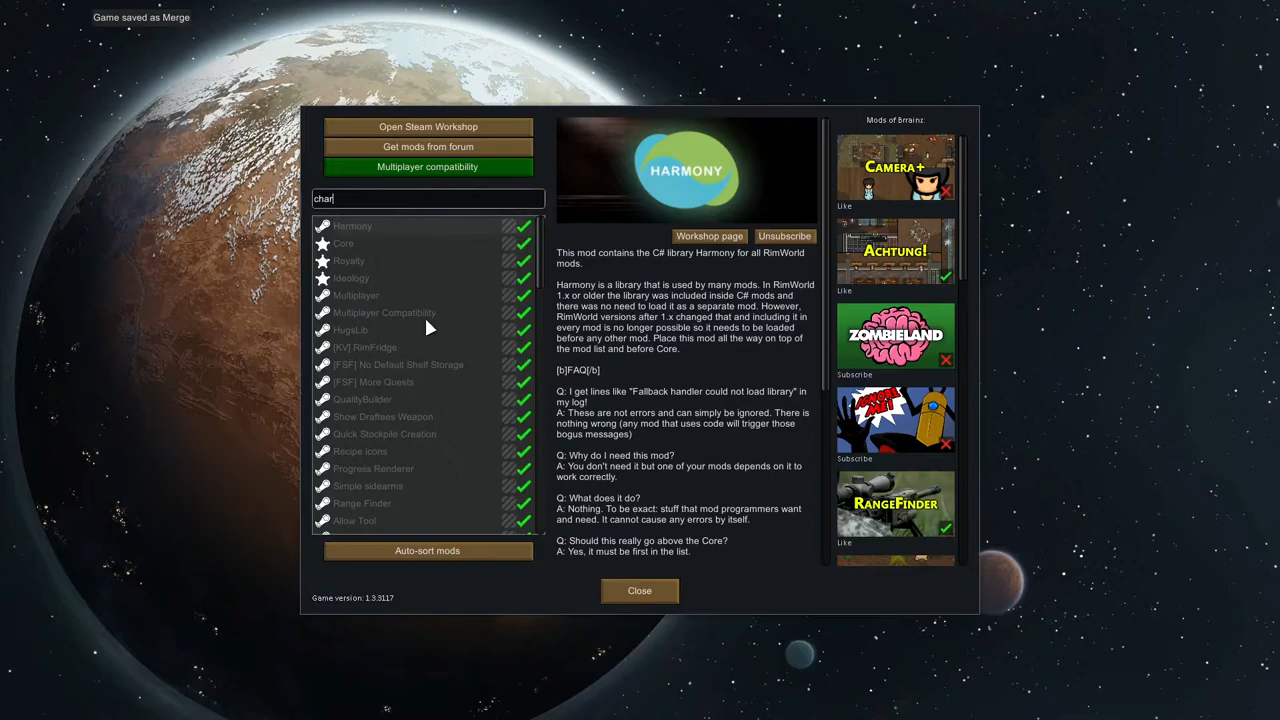 Game saved as Merge
Open Steam Workshop
Get mods from forum
Multiplayer compatibility
char
Harmony
Core
Royalty
Ideology
Multiplayer
Multiplayer Compatibility
HugsLib
[KV] RimFridge
[FSF] No Default Shelf Storage
[FSF] More Quests
QualityBuilder
Show Draftees Weapon
Quick Stockpile Creation
Recipe icons
Progress Renderer
Simple sidearms
Range Finder
Allow Tool
Auto-sort mods
Game version: 1.3.3117
HARMONY
Workshop page
Unsubscribe
This mod contains the C# library Harmony for all RimWorld
mods.
Harmony is a library that is used by many mods. In RimWorld
1.x or older the library was included inside C# mods and
there was no need to load it as a separate mod. However,
RimWorld versions after 1.x changed that and including it in
every mod is no longer possible so it needs to be loaded
before any other mod. Place this mod all the way on top of
the mod list and before Core.
[b]FAQ[/b]
Q: I get lines like "Fallback handler could not load library" in
my log!
A: These are not errors and can simply be ignored. There is
nothing wrong (any mod that uses code will trigger those
bogus messages)
Q: Why do I need this mod?
A: You don't need it but one of your mods depends on it to
work correctly.
Q: What does it do?
A: Nothing. To be exact: stuff that mod programmers want
and need. It cannot cause any errors by itself.
Q: Should this really go above the Core?
A: Yes, it must be first in the list.
Close
Mods of Brrainz:
CAMERA+
Like
ACHTUNG!
Like
ZOMBIELAND
Subscribe
IGNORE ME!
Subscribe
RANGEFINDER
Like